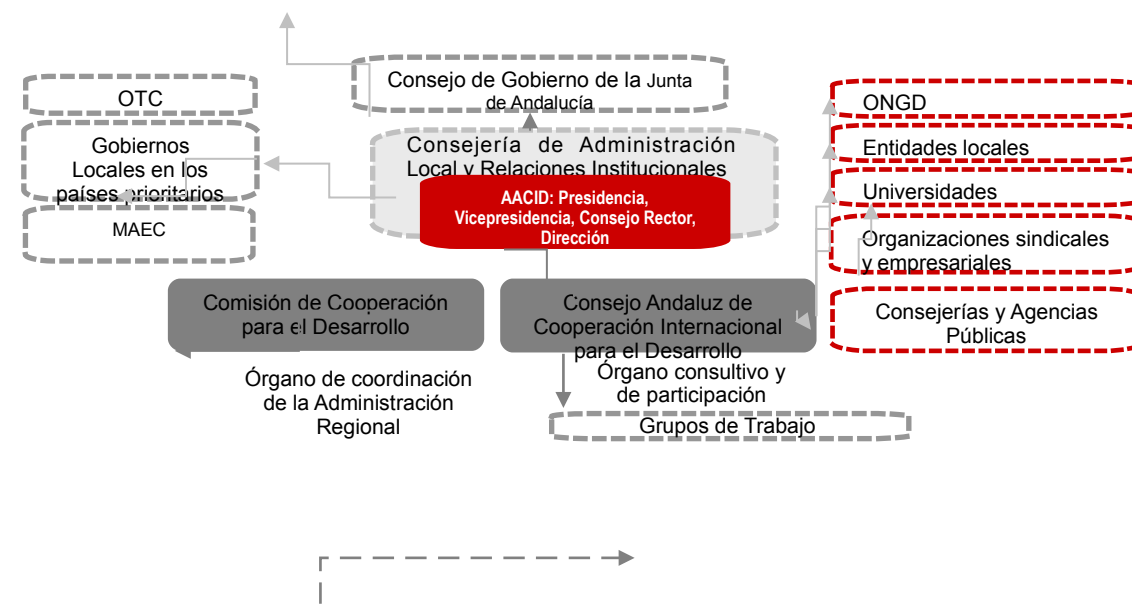 OTC
Gobiernos
Locales en los
países prioritarios
MAEC
Consejo de Gobierno de la Junta
de Andalucía
Consejería de Administración
Local y Relaciones Institucionales
AACID: Presidencia,
Vicepresidencia, Consejo Rector,
Dirección
ONGD
Entidades locales
Universidades
Organizaciones sindicales
y empresariales
Consejerías y Agencias
Públicas
Comisión de Cooperación
para el Desarrollo
Consejo Andaluz de
Cooperación Internacional
para el Desarrollo
Órgano de coordinación
de la Administración
Regional
Órgano consultivo y
de participación
Grupos de Trabajo